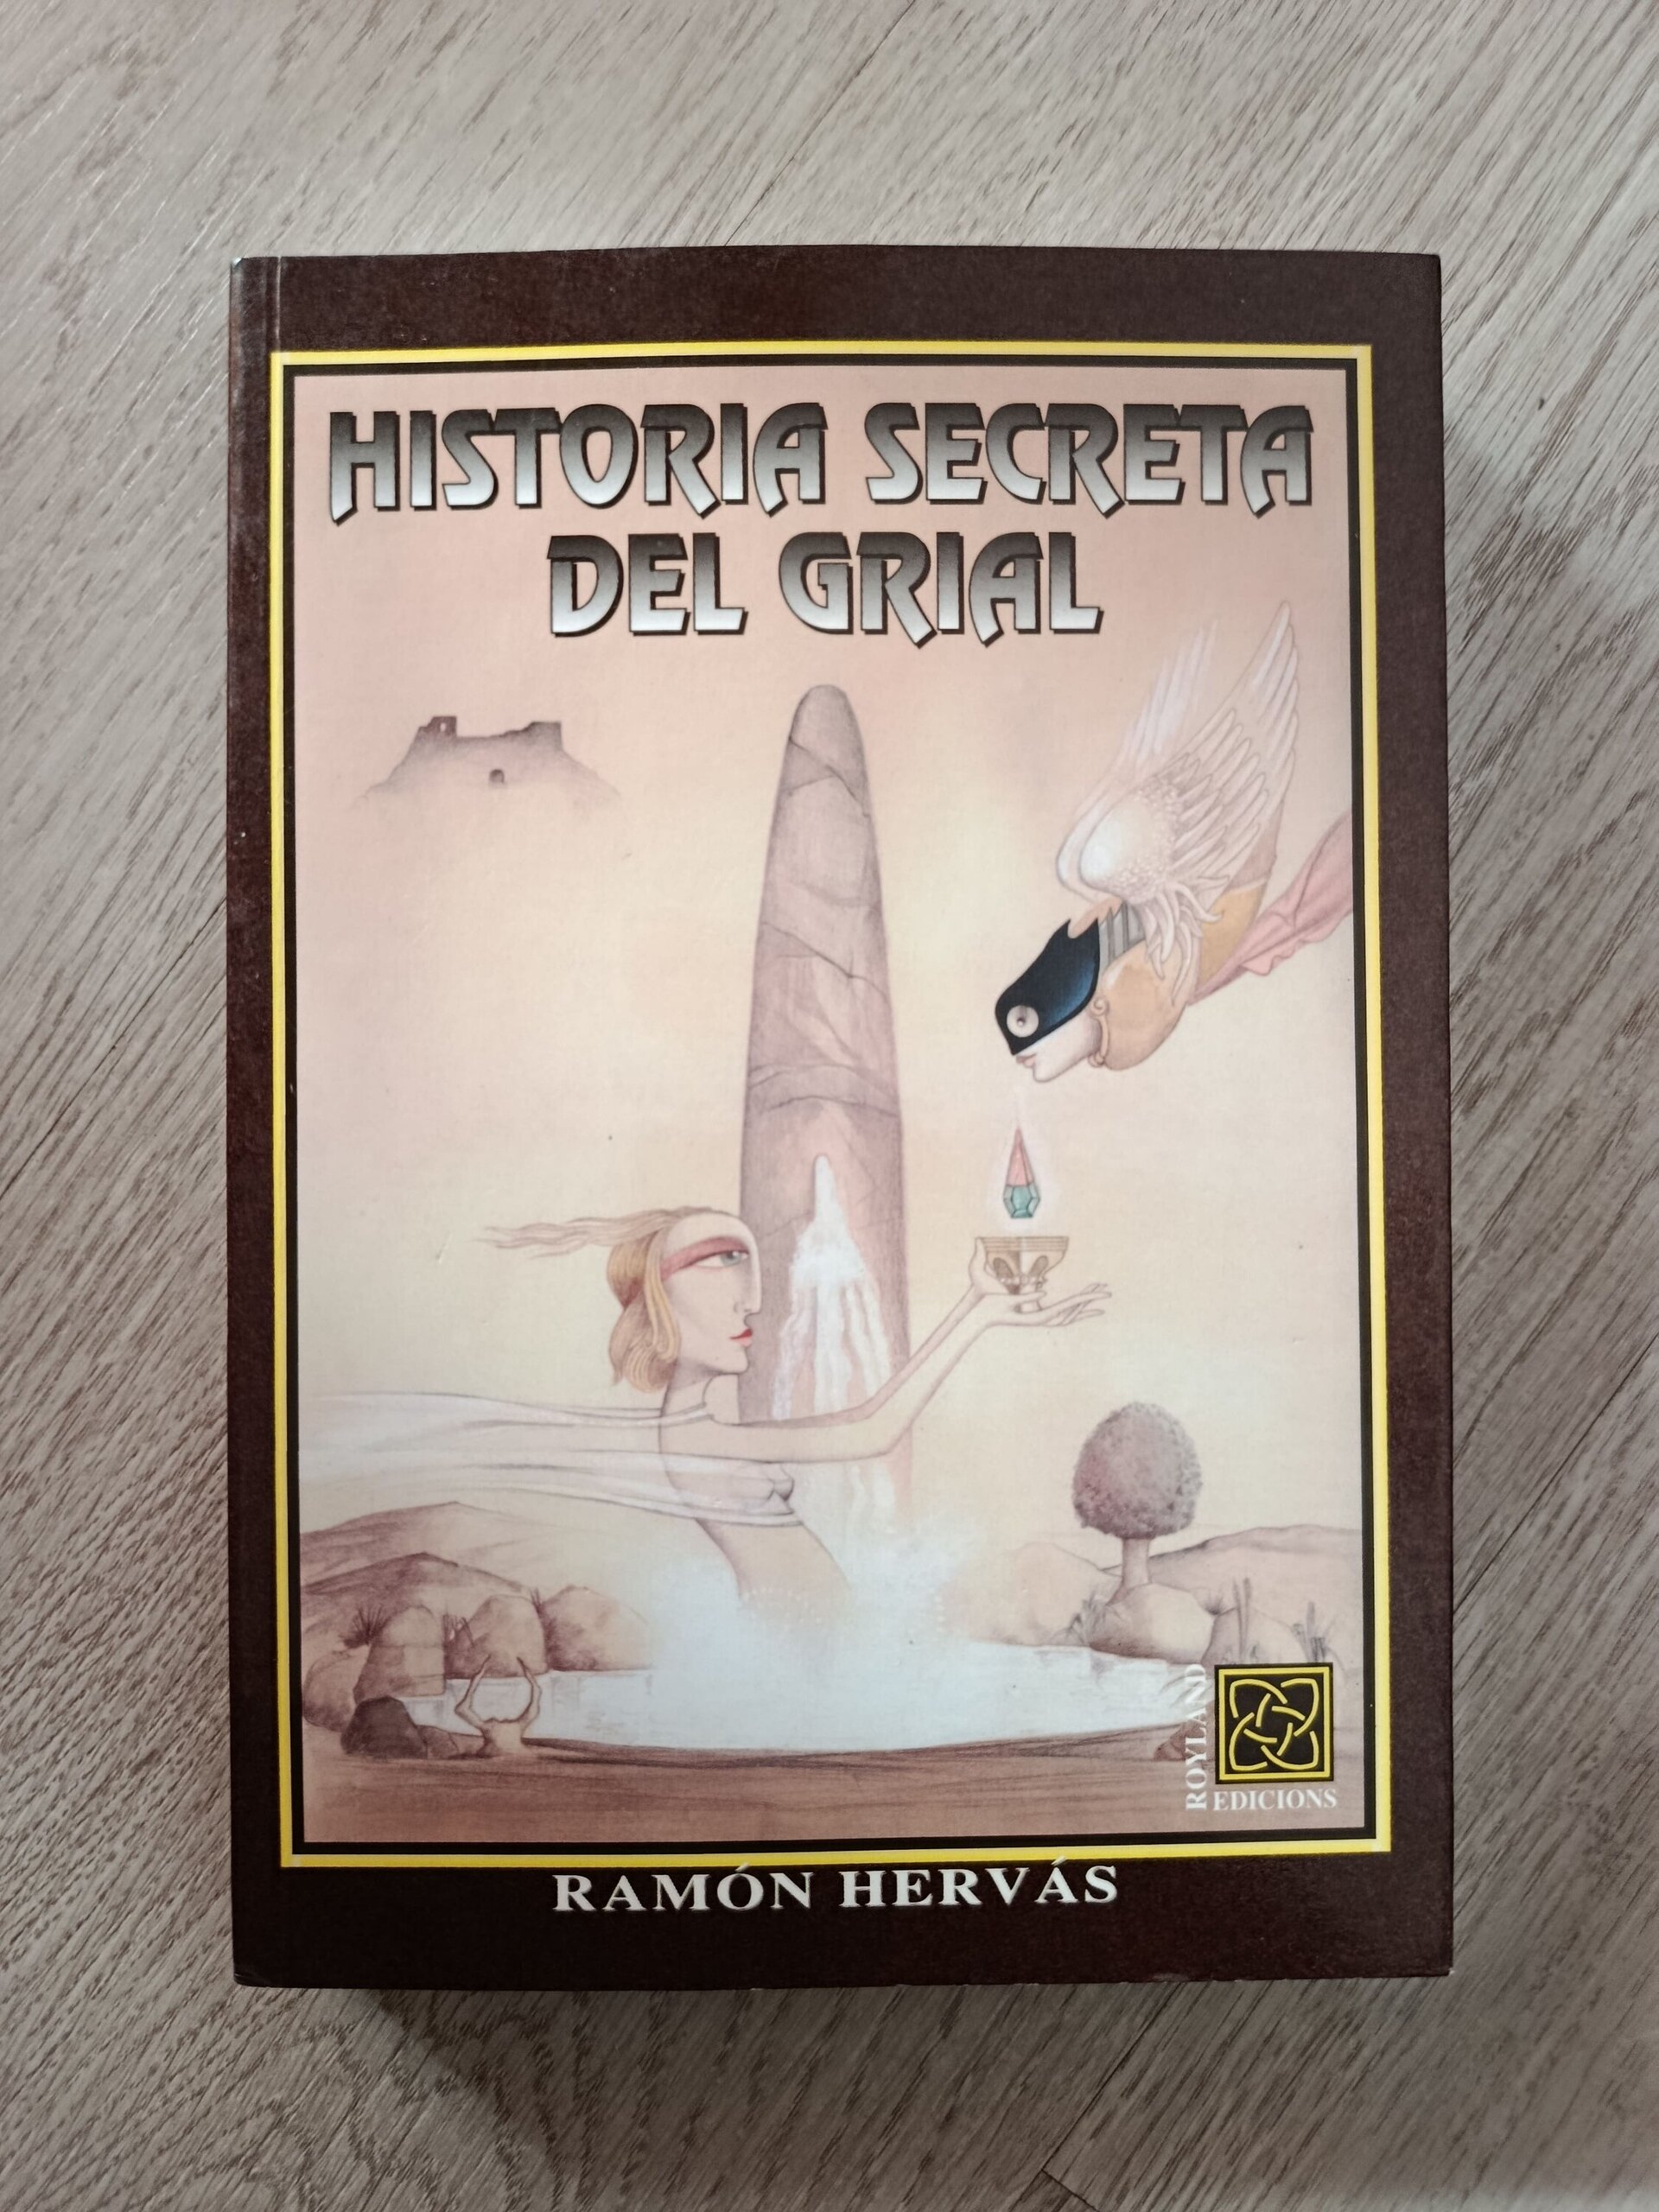 HISTORIA SECRETA
DEL GRIAL
ROYLAND
EDICIONS
RAMÓN HERVÁS